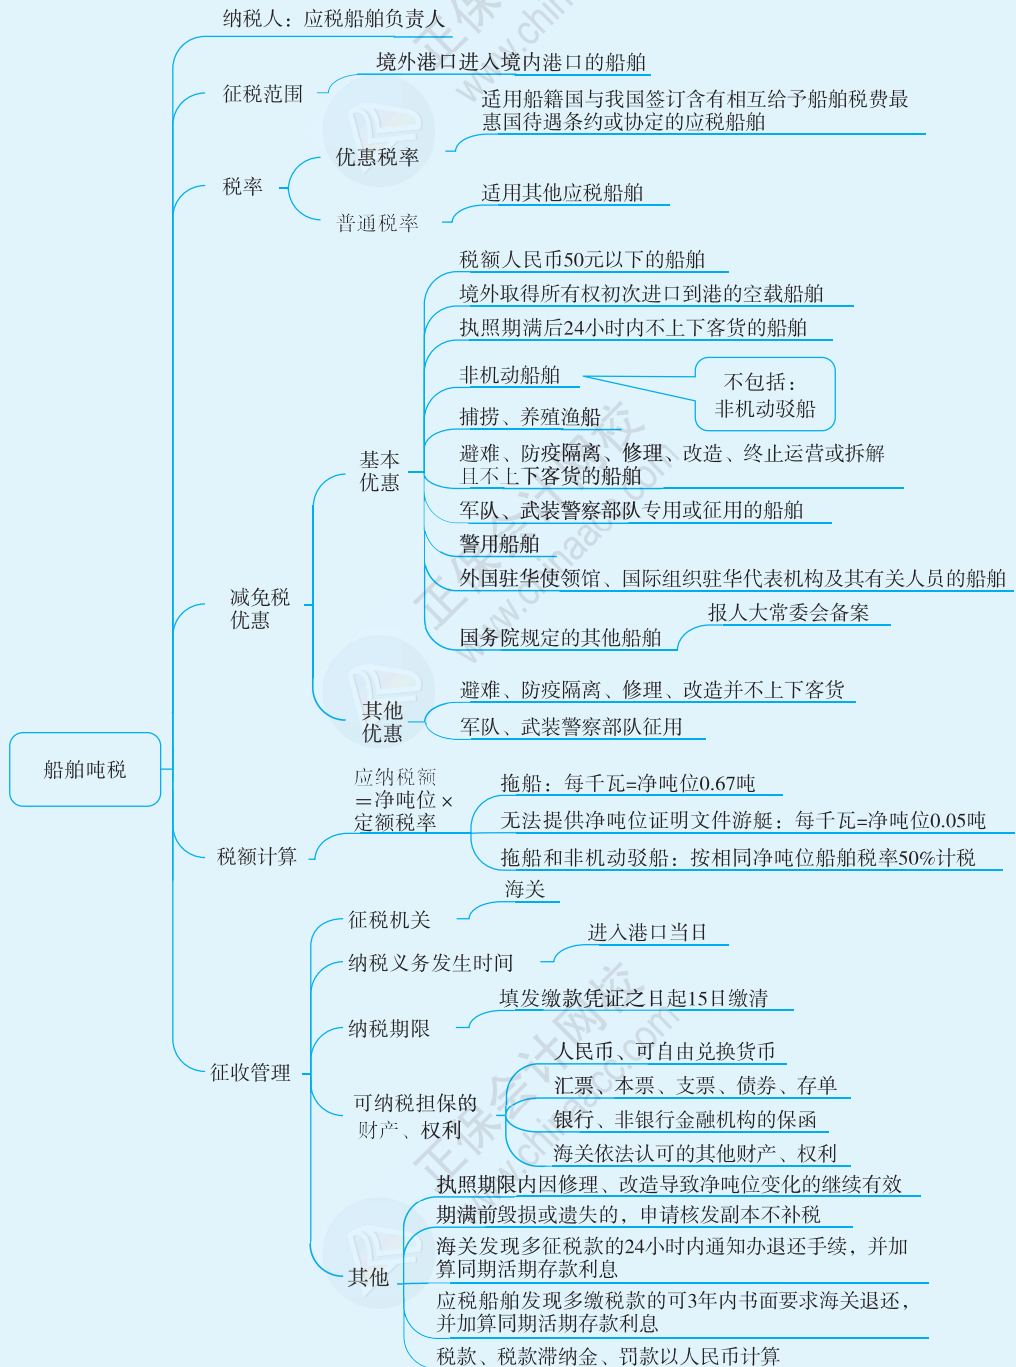 纳税人：应税船舶负责人
征税范围
境外港口进入境内港口的船舶
税率
优惠税率
适用船籍国与我国签订含有相互给予船舶税费最
惠国待遇条约或协定的应税船舶
普通税率
适用其他应税船舶
减免税
优惠
基本
优惠
税额人民币50元以下的船舶
境外取得所有权初次进口到港的空载船舶
执照期满后24小时内不上下客货的船舶
非机动船舶
不包括：
非机动驳船
捕捞、养殖渔船
避难、防疫隔离、修理、改造、终止运营或拆解
且不上下客货的船舶
军队、武装警察部队专用或征用的船舶
警用船舶
外国驻华使领馆、国际组织驻华代表机构及其有关人员的船舶
国务院规定的其他船舶
报人大常委会备案
其他
优惠
避难、防疫隔离、修理、改造并不上下客货
军队、武装警察部队征用
船舶吨税
税额计算
应纳税额
＝净吨位×
定额税率
拖船：每千瓦=净吨位0.67吨
无法提供净吨位证明文件游艇：每千瓦=净吨位0.05吨
拖船和非机动驳船：按相同净吨位船舶税率50%计税
征收管理
征税机关
海关
纳税义务发生时间
进入港口当日
纳税期限
填发缴款凭证之日起15日缴清
可纳税担保的
财产、权利
人民币、可自由兑换货币
汇票、本票、支票、债券、存单
银行、非银行金融机构的保函
海关依法认可的其他财产、权利
其他
执照期限内因修理、改造导致净吨位变化的继续有效
期满前毁损或遗失的，申请核发副本不补税
海关发现多征税款的24小时内通知办退还手续，并加
算同期活期存款利息
应税船舶发现多缴税款的可3年内书面要求海关退还，
并加算同期活期存款利息
税款、税款滞纳金、罚款以人民币计算
正保会计网校
www.chinaacc.com
正保会计网校
www.chinaacc.com